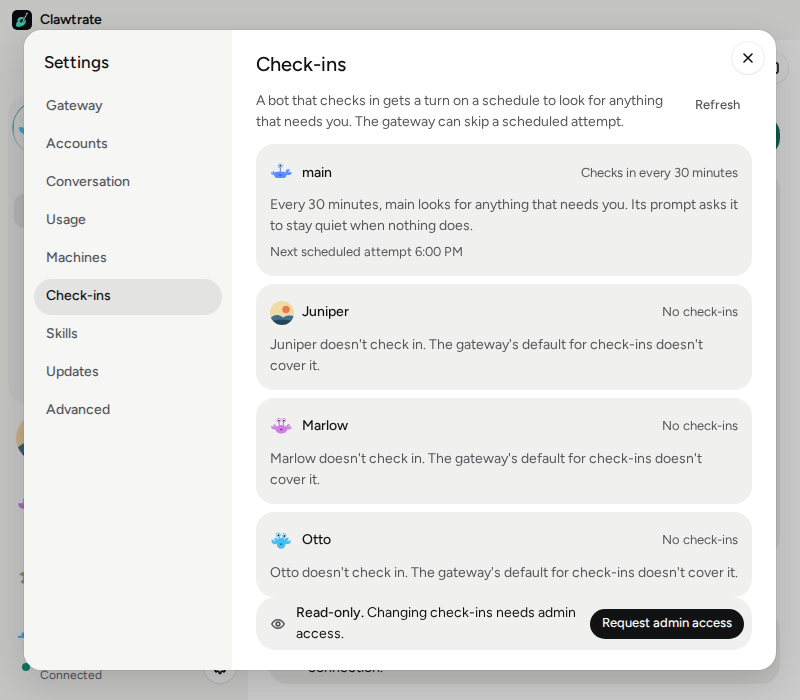 Clawtrate
Settings
Gateway
Accounts
Conversation
Usage
Machines
Check-ins
Skills
Updates
Advanced
Check-ins
A bot that checks in gets a turn on a schedule to look for anything
that needs you. The gateway can skip a scheduled attempt.
Refresh
main
Checks in every 30 minutes
Every 30 minutes, main looks for anything that needs you. Its prompt asks it
to stay quiet when nothing does.
Next scheduled attempt 6:00 PM
Juniper
No check-ins
Juniper doesn't check in. The gateway's default for check-ins doesn't
cover it.
Marlow
No check-ins
Marlow doesn't check in. The gateway's default for check-ins doesn't
cover it.
Otto
No check-ins
Otto doesn't check in. The gateway's default for check-ins doesn't cover it.
Read-only. Changing check-ins needs admin
access.
Request admin access
Connected